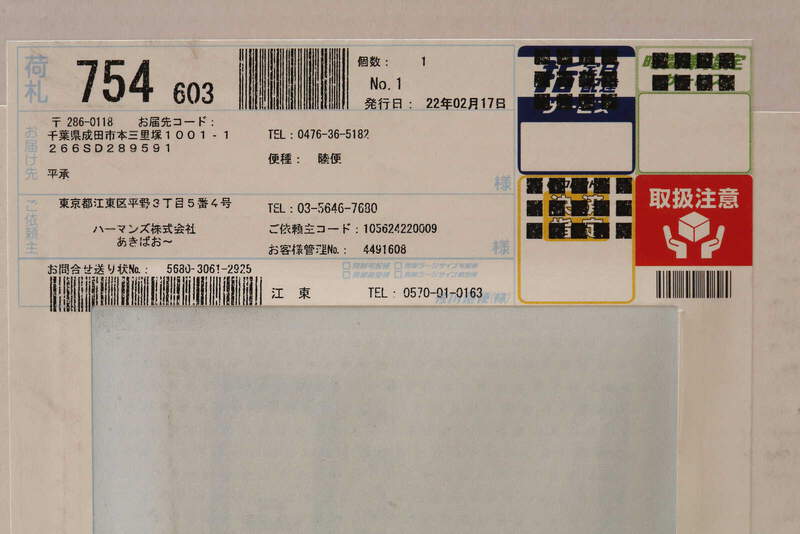 荷札
754 603
個数: 1
No.1
発行日: 22年02月17日
お届け先
〒 286-0118 お届先コード:
千葉県成田市本三里塚1001-1
266SD289591
TEL:0476-36-5182
便種: 陸便
平承
様
ご依頼主
東京都江東区平野3丁目5番4号
TEL:03-5646-7680
ハーマンズ株式会社
あきばお〜
ご依頼主コード:105624220009
お客様管理No.: 4491608
様
お問合せ送り状No.: 5680-3061-2925
江 東 TEL: 0570-01-0163
取扱注意